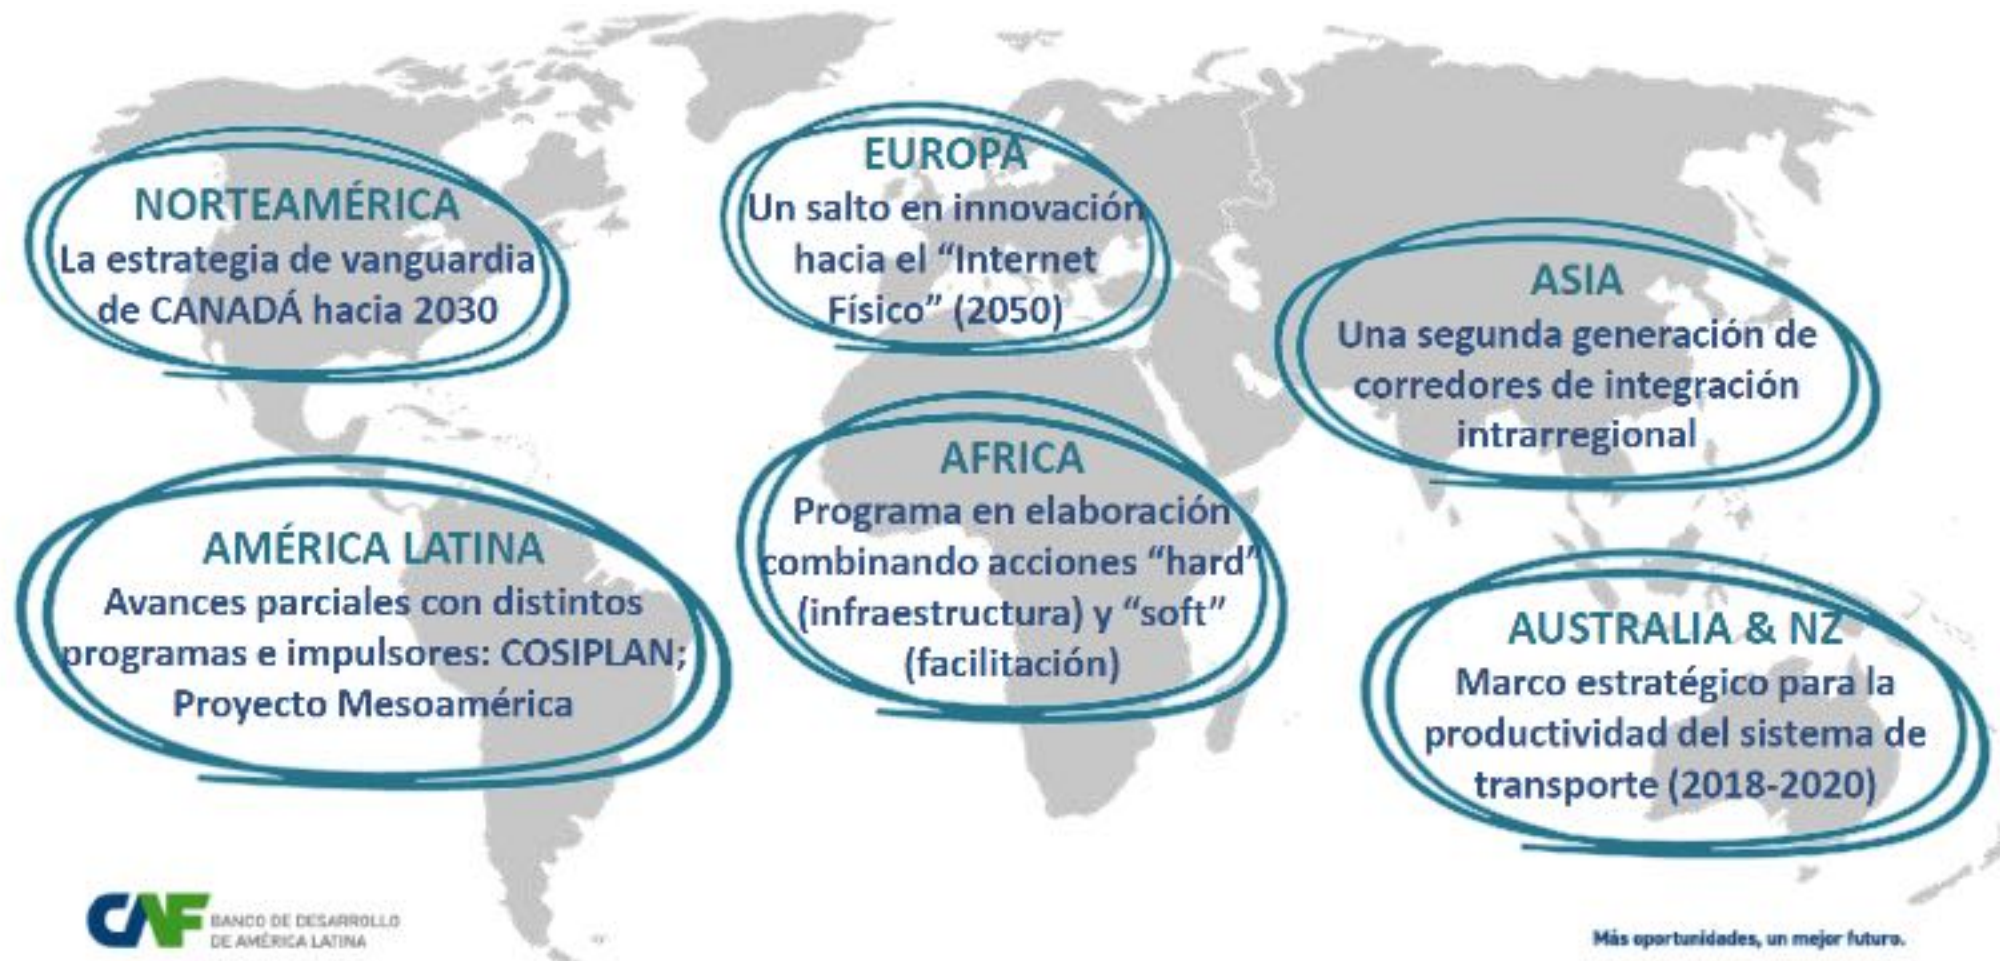 NORTEAMÉRICA
La estrategia de vanguardia
de CANADÁ hacia 2030
EUROPA
Un salto en innovación
hacia el “Internet
Físico” (2050)
ASIA
Una segunda generación de
corredores de integración
intrarregional
AMÉRICA LATINA
Avances parciales con distintos
programas e impulsores: COSIPLAN;
Proyecto Mesoamérica
AFRICA
Programa en elaboración
combinando acciones “hard”
(infraestructura) y “soft”
(facilitación)
AUSTRALIA & NZ
Marco estratégico para la
productividad del sistema de
transporte (2018-2020)
CAF
BANCO DE DESARROLLO
DE AMÉRICA LATINA
Más oportunidades, un mejor futuro.